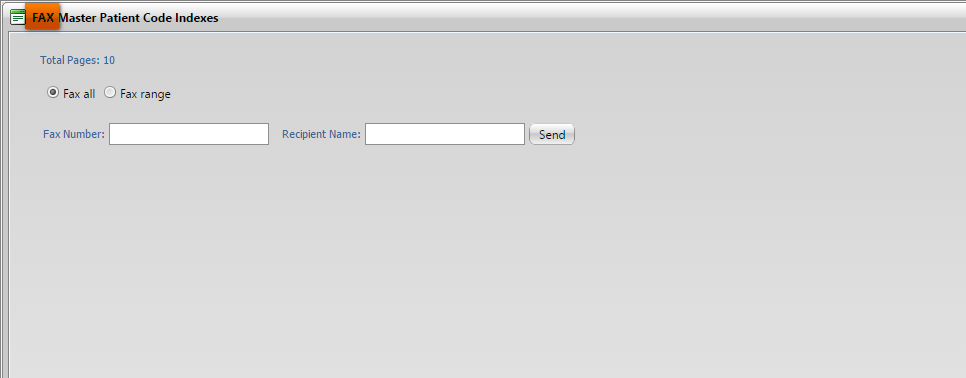 FAX Master Patient Code Indexes
Total Pages: 10
Fax all Fax range
Fax Number: Recipient Name: Send